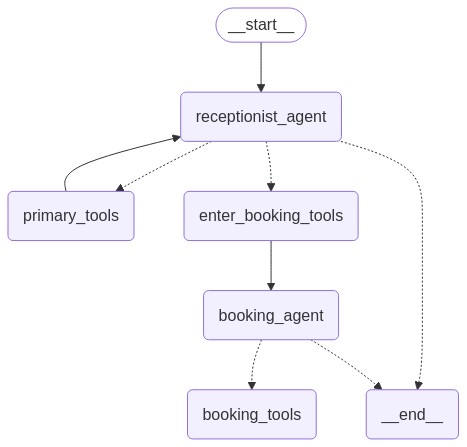 __start__
receptionist_agent
primary_tools
enter_booking_tools
booking_agent
booking_tools
__end__